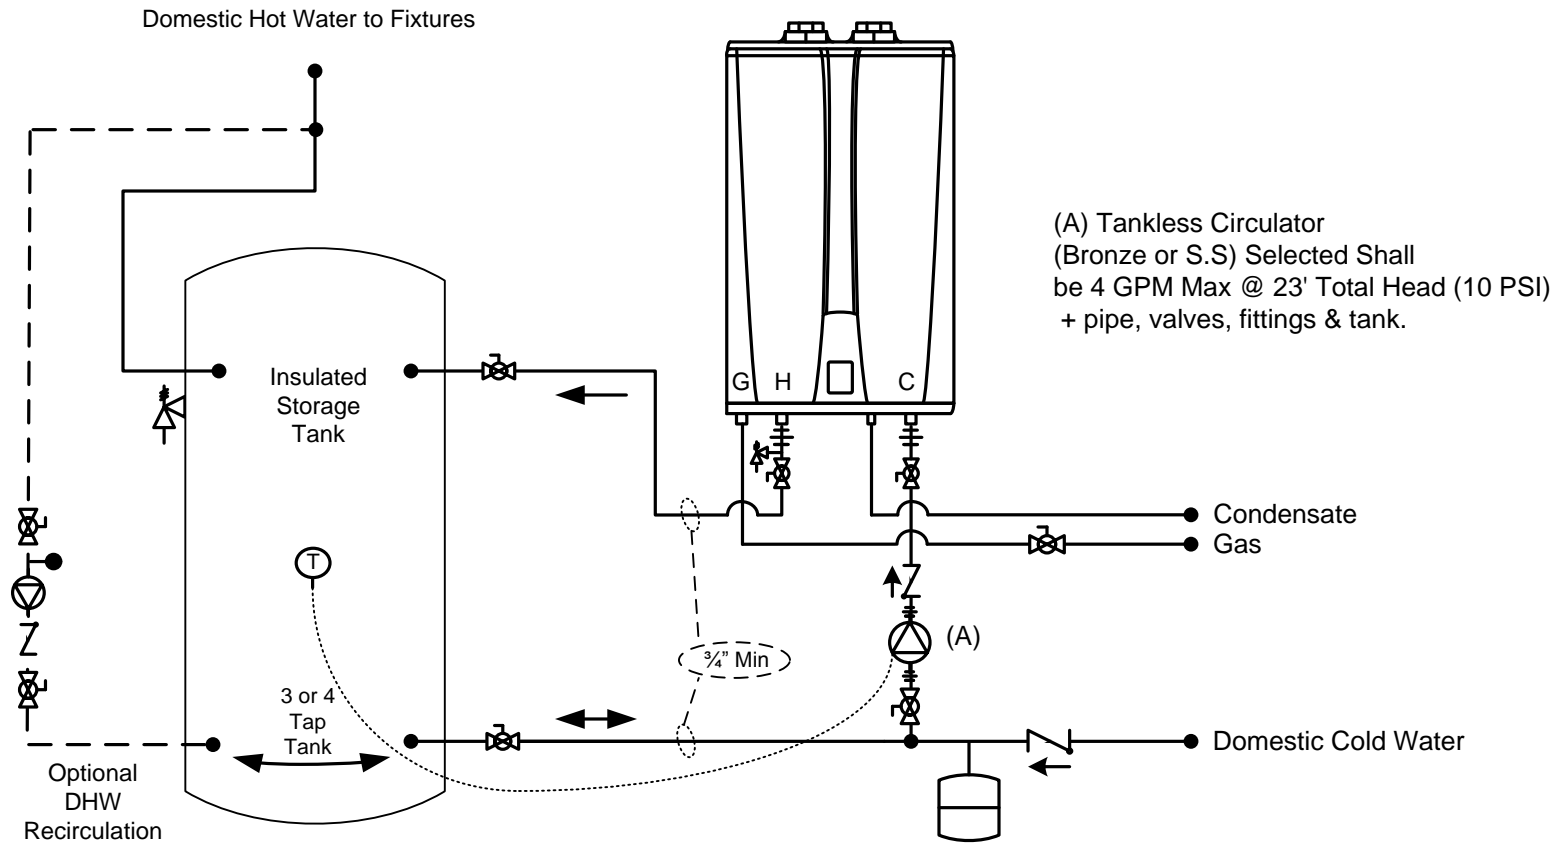 Domestic Hot Water to Fixtures
(A) Tankless Circulator
(Bronze or S.S) Selected Shall
be 4 GPM Max @ 23' Total Head (10 PSI)
+ pipe, valves, fittings & tank.
G H C
Insulated
Storage
Tank
Condensate
Gas
T
(A)
¾” Min
3 or 4
Tap
Tank
Domestic Cold Water
Optional
DHW
Recirculation